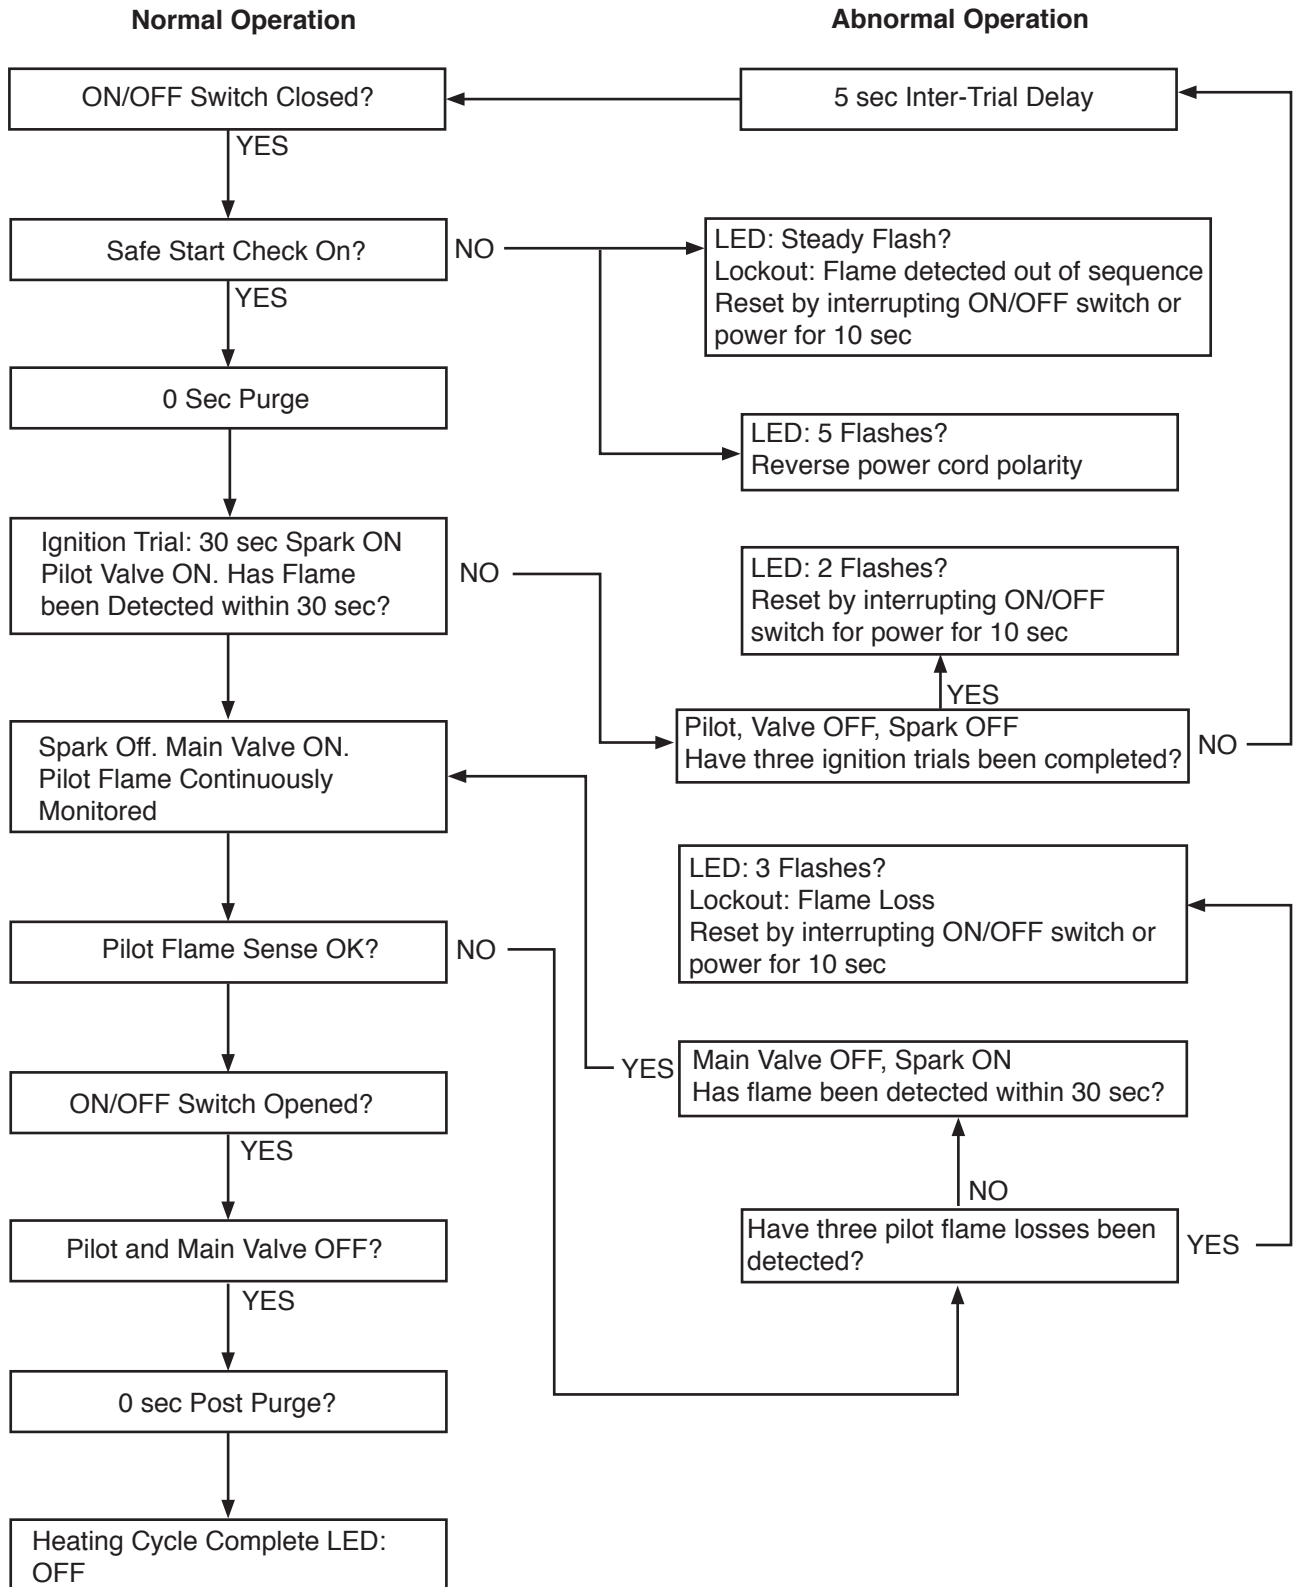 Normal Operation
Abnormal Operation
ON/OFF Switch Closed?
5 sec Inter-Trial Delay
YES
Safe Start Check On?
NO
LED: Steady Flash?
Lockout: Flame detected out of sequence
Reset by interrupting ON/OFF switch or
power for 10 sec
YES
0 Sec Purge
LED: 5 Flashes?
Reverse power cord polarity
Ignition Trial: 30 sec Spark ON
Pilot Valve ON. Has Flame
been Detected within 30 sec?
NO
LED: 2 Flashes?
Reset by interrupting ON/OFF
switch for power for 10 sec
YES
Pilot, Valve OFF, Spark OFF
Have three ignition trials been completed?
NO
Spark Off. Main Valve ON.
Pilot Flame Continuously
Monitored
LED: 3 Flashes?
Lockout: Flame Loss
Reset by interrupting ON/OFF switch or
power for 10 sec
Pilot Flame Sense OK?
NO
YES
Main Valve OFF, Spark ON
Has flame been detected within 30 sec?
ON/OFF Switch Opened?
YES
NO
Have three pilot flame losses been
detected?
YES
Pilot and Main Valve OFF?
YES
0 sec Post Purge?
Heating Cycle Complete LED:
OFF